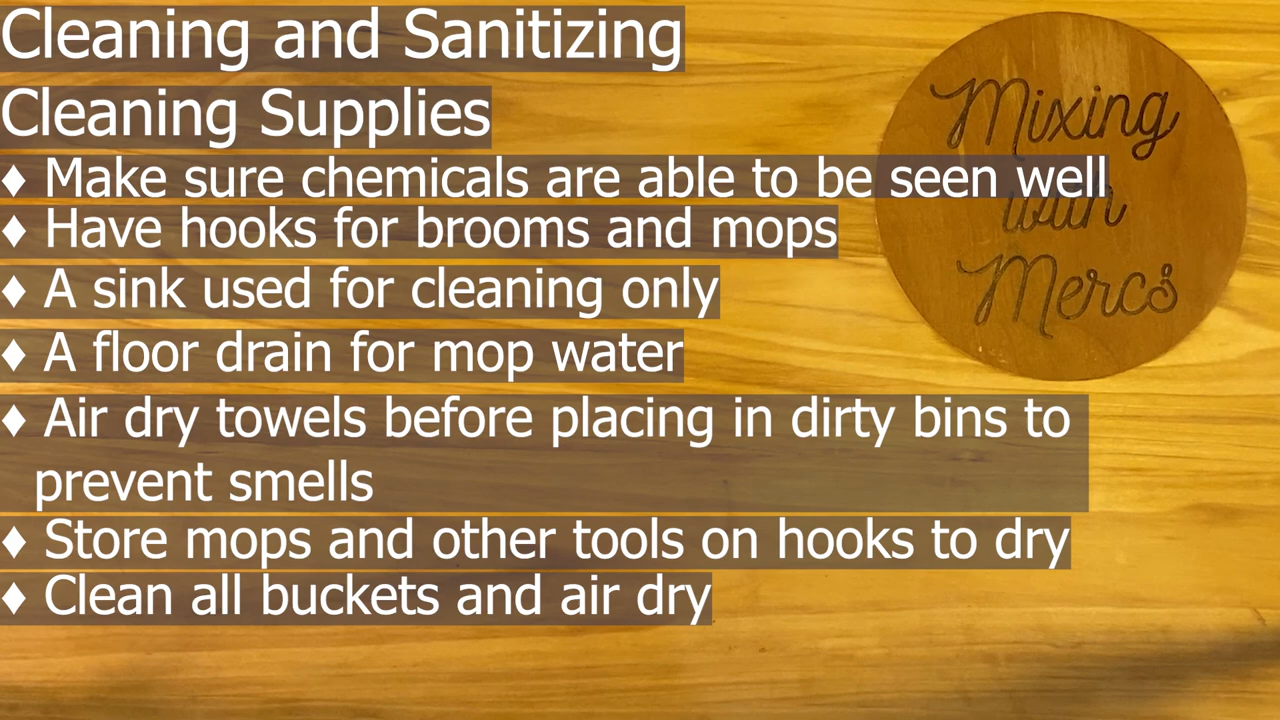 Cleaning and Sanitizing
Cleaning Supplies
♦ Make sure chemicals are able to be seen well
♦ Have hooks for brooms and mops
♦ A sink used for cleaning only
♦ A floor drain for mop water
♦ Air dry towels before placing in dirty bins to
prevent smells
♦ Store mops and other tools on hooks to dry
♦ Clean all buckets and air dry
Mixing
with
Mercs